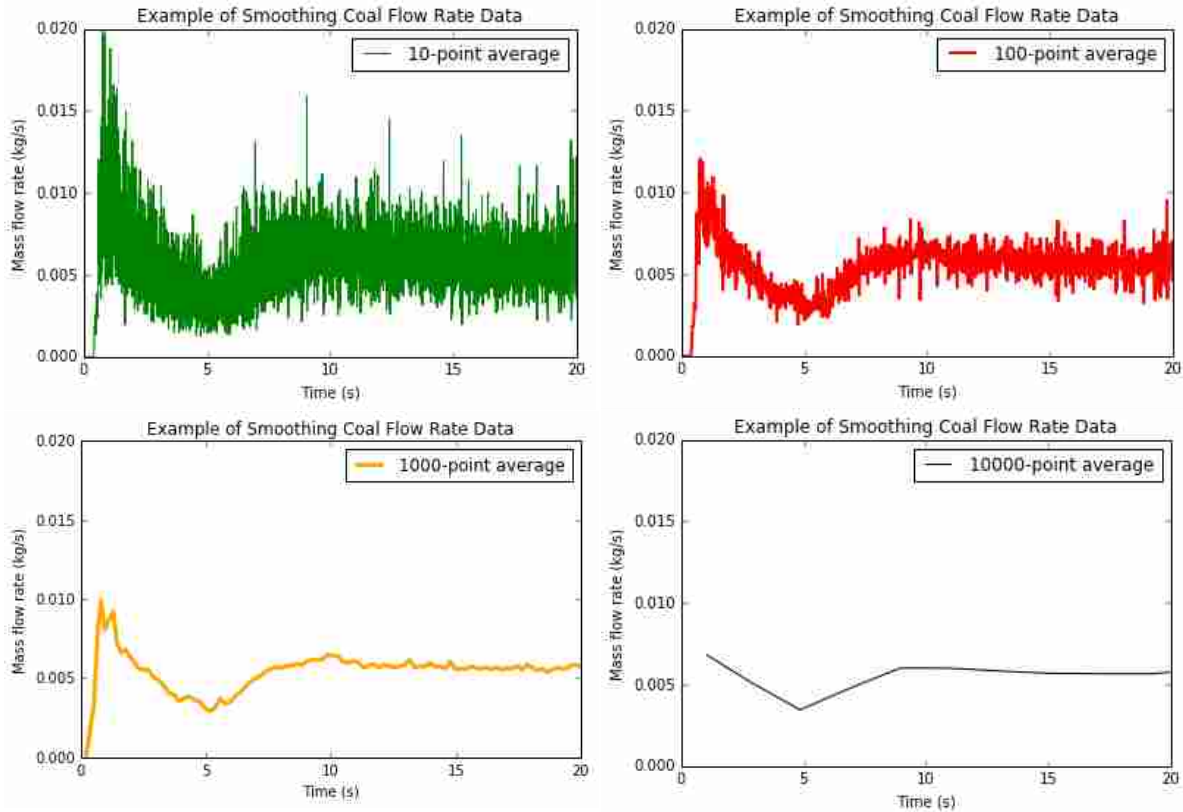 Example of Smoothing Coal Flow Rate Data
10-point average
Mass flow rate (kg/s)
0.020
0.015
0.010
0.005
0.000
0 5 10 15 20
Time (s)
Example of Smoothing Coal Flow Rate Data
100-point average
Mass flow rate (kg/s)
0.020
0.015
0.010
0.005
0.000
0 5 10 15 20
Time (s)
Example of Smoothing Coal Flow Rate Data
1000-point average
Mass flow rate (kg/s)
0.020
0.015
0.010
0.005
0.000
0 5 10 15 20
Time (s)
Example of Smoothing Coal Flow Rate Data
10000-point average
Mass flow rate (kg/s)
0.020
0.015
0.010
0.005
0.000
0 5 10 15 20
Time (s)